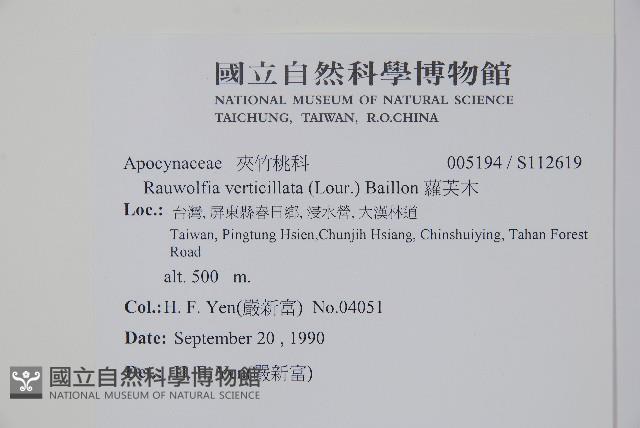 國立自然科學博物館
NATIONAL MUSEUM OF NATURAL SCIENCE
TAICHUNG, TAIWAN, R.O.CHINA
Apocynaceae 夾竹桃科 005194 / S112619
Rauwolfia verticillata (Lour.) Baillon 蘿芙木
Loc.: 台灣, 屏東縣春日鄉, 浸水營, 大漢林道
Taiwan, Pingtung Hsien,Chunjih Hsiang, Chinshuiying, Tahan Forest
Road
alt. 500 m.
Col.: H. F. Yen(嚴新富) No.04051
Date: September 20 , 1990
嚴新富)
國立自然科學博物館
NATIONAL MUSEUM OF NATURAL SCIENCE